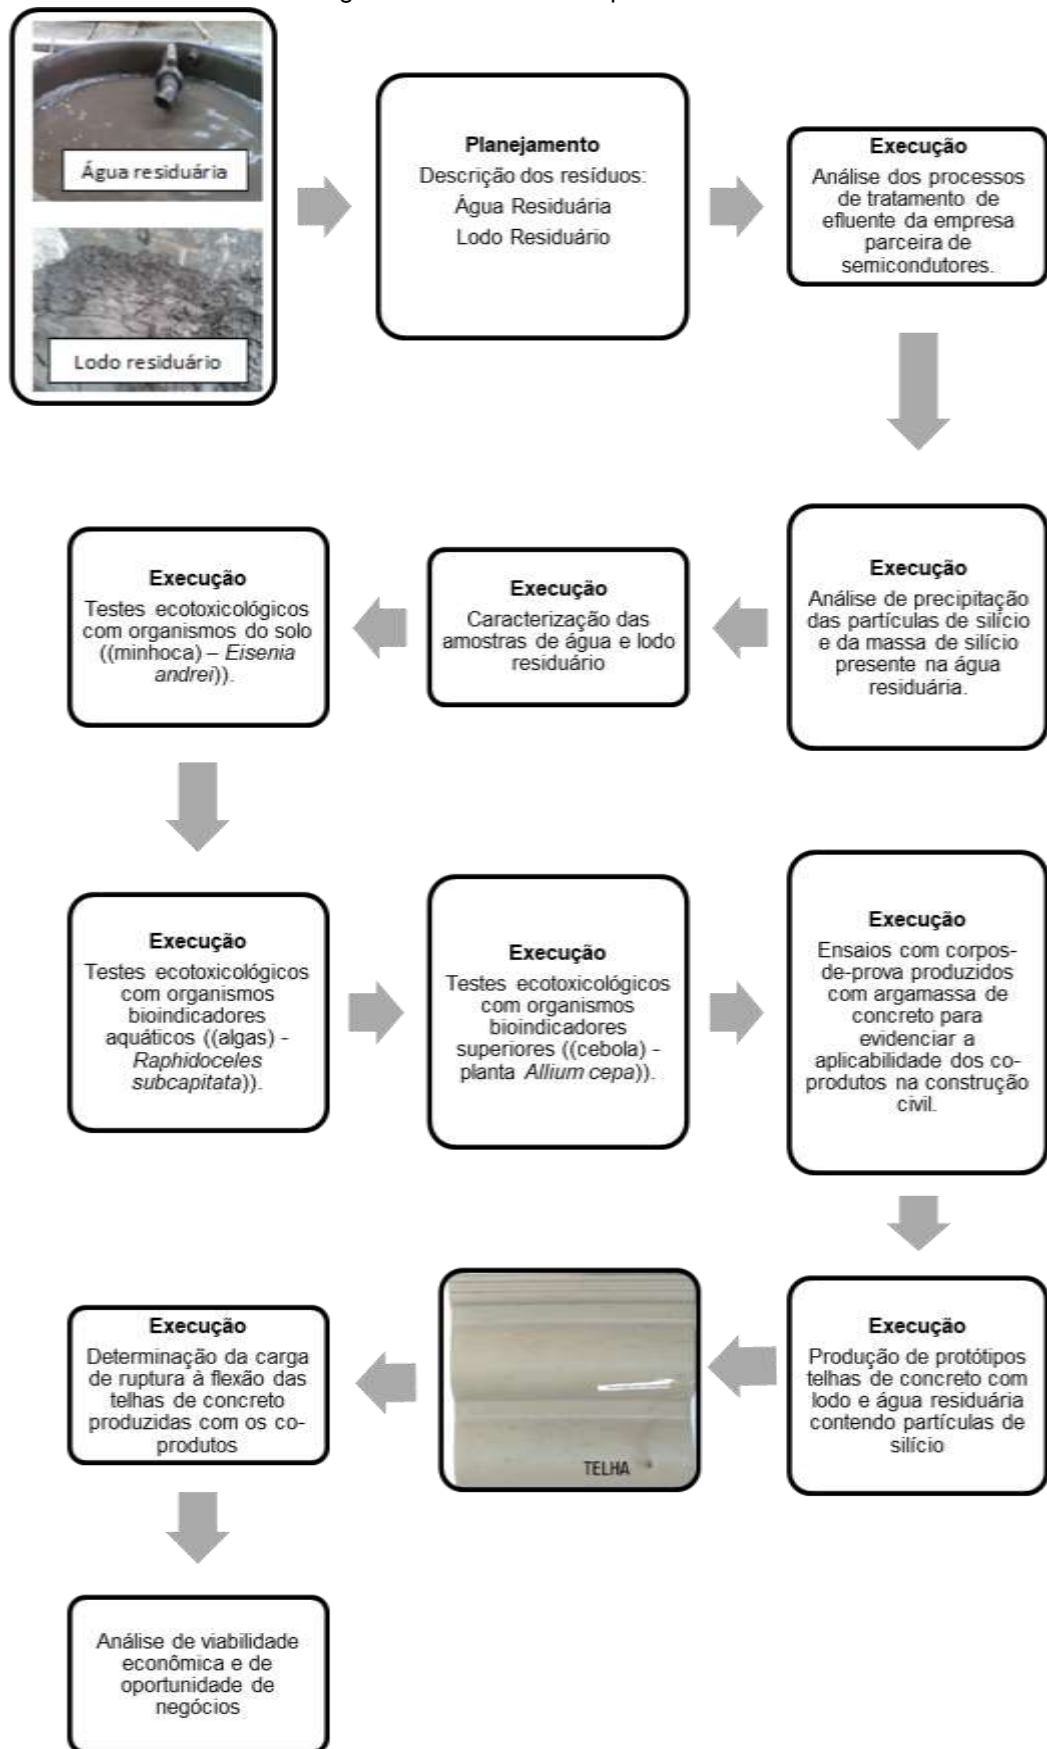 Água residuária
Lodo residuário
Planejamento
Descrição dos resíduos:
Água Residuária
Lodo Residuário
Execução
Análise dos processos
de tratamento de
efluente da empresa
parceira de
semicondutores.
Execução
Análise de precipitação
das partículas de silício
e da massa de silício
presente na água
residuária.
Execução
Caracterização das
amostras de água e lodo
residuário
Execução
Testes ecotoxicológicos
com organismos do solo
((minhoca) – Eisenia
andrei)).
Execução
Testes ecotoxicológicos
com organismos
bioindicadores
aquáticos ((algas) -
Raphidoceles
subcapitata)).
Execução
Testes ecotoxicológicos
com organismos
bioindicadores
superiores ((cebola) -
planta Allium cepa)).
Execução
Ensaios com corpos-
de-prova produzidos
com argamassa de
concreto para
evidenciar a
aplicabilidade dos co-
produtos na construção
civil.
Execução
Produção de protótipos
telhas de concreto com
lodo e água residuária
contendo partículas de
silício
TELHA
Execução
Determinação da carga
de ruptura à flexão das
telhas de concreto
produzidas com os co-
produtos
Análise de viabilidade
econômica e de
oportunidade de
negócios